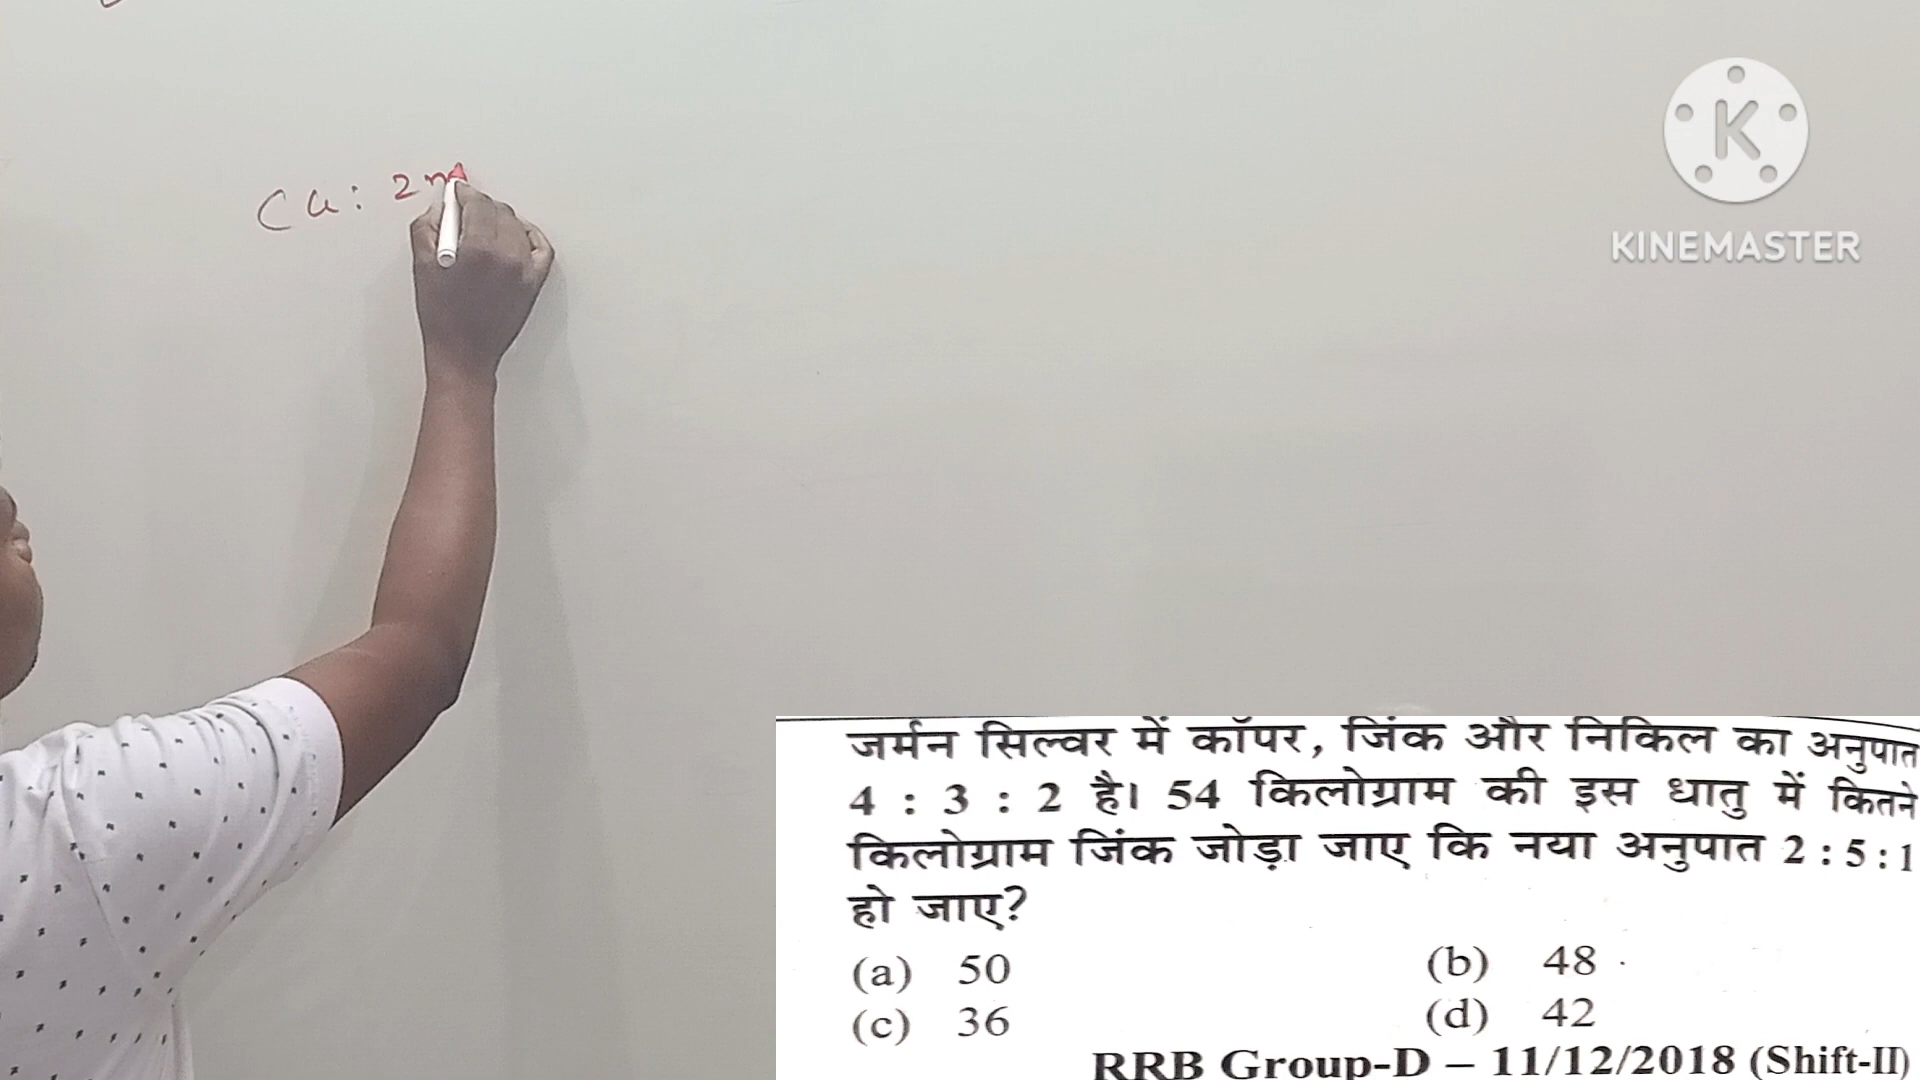 Cu: 2n
K
KINEMASTER
जर्मन सिल्वर में कॉपर, जिंक और निकिल का अनुपात
4 : 3 : 2 है। 54 किलोग्राम की इस धातु में कितने
किलोग्राम जिंक जोड़ा जाए कि नया अनुपात 2 : 5 : 1
हो जाए?
(a) 50 (b) 48
(c) 36 (d) 42
RRB Group-D – 11/12/2018 (Shift-II)